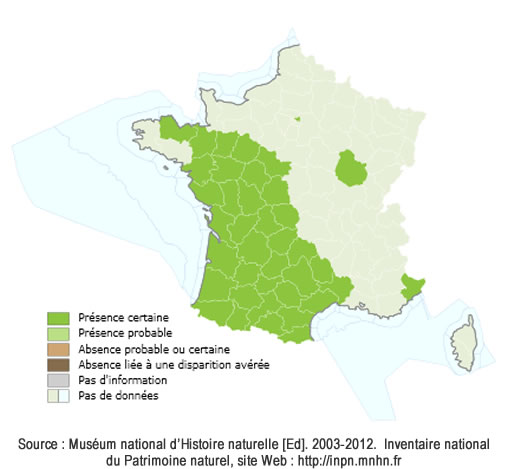 Présence certaine
Présence probable
Absence probable ou certaine
Absence liée à une disparition avérée
Pas d'information
Pas de données
Source : Muséum national d'Histoire naturelle [Ed]. 2003-2012. Inventaire national
du Patrimoine naturel, site Web : http://inpn.mnhn.fr